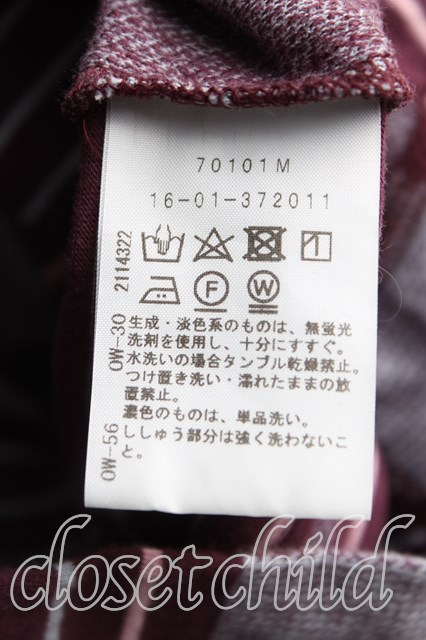 70101M
16-01-372011
2114322
F
W
OW-30
OW-56
生成・淡色系のものは、無蛍光
洗剤を使用し、十分にすすぐ。
水洗いの場合タンブル乾燥禁止。
つけ置き洗い・濡れたままの放
置禁止。
濃色のものは、単品洗い。
ししゅう部分は強く洗わないこ
と。
closetchild